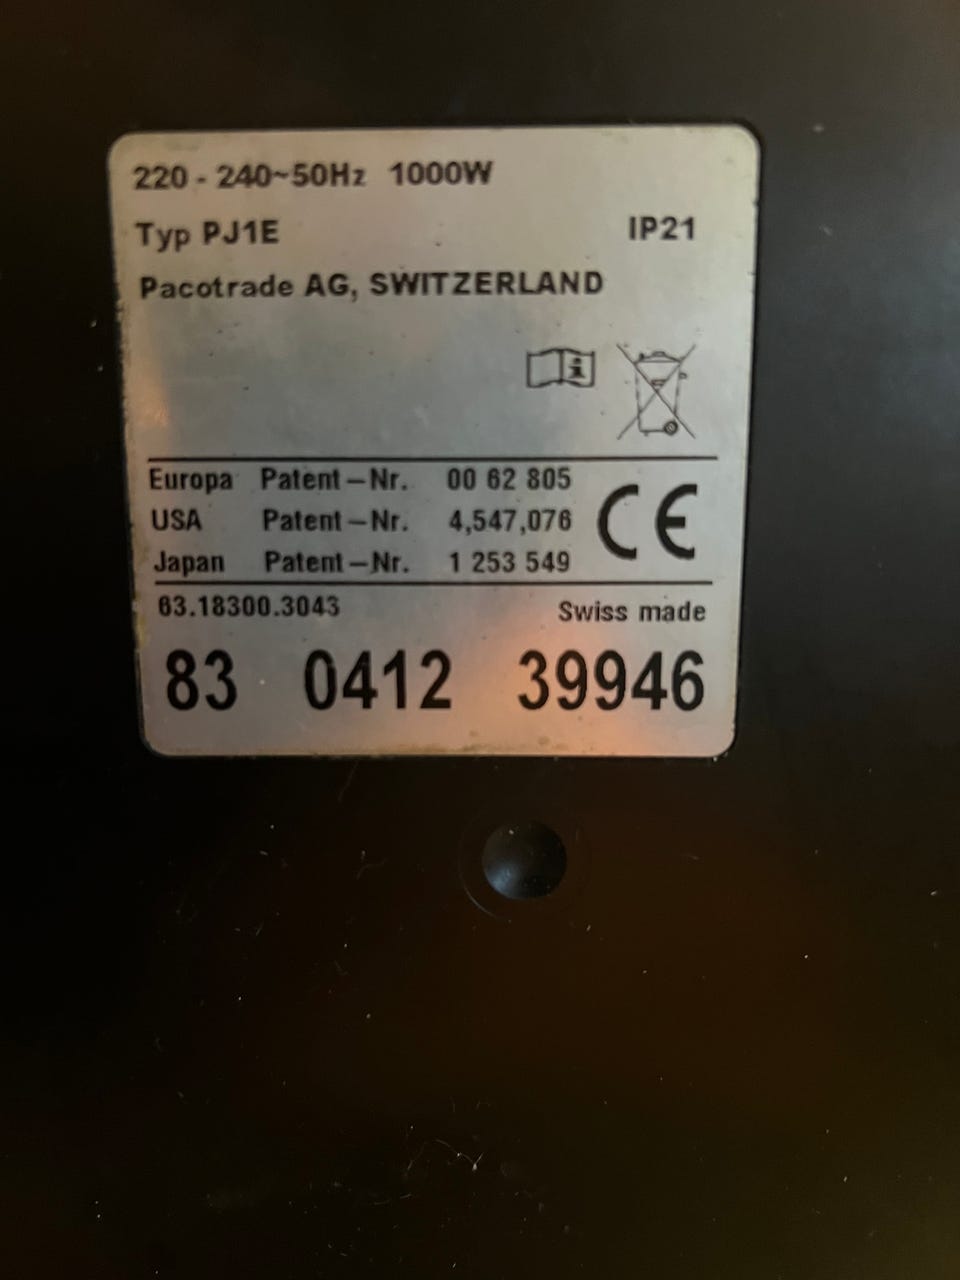 220 - 240~50Hz 1000W
Typ PJ1E IP21
Pacotrade AG, SWITZERLAND
Europa Patent–Nr. 00 62 805
USA Patent–Nr. 4,547,076
Japan Patent–Nr. 1 253 549
CE
63.18300.3043 Swiss made
83 0412 39946